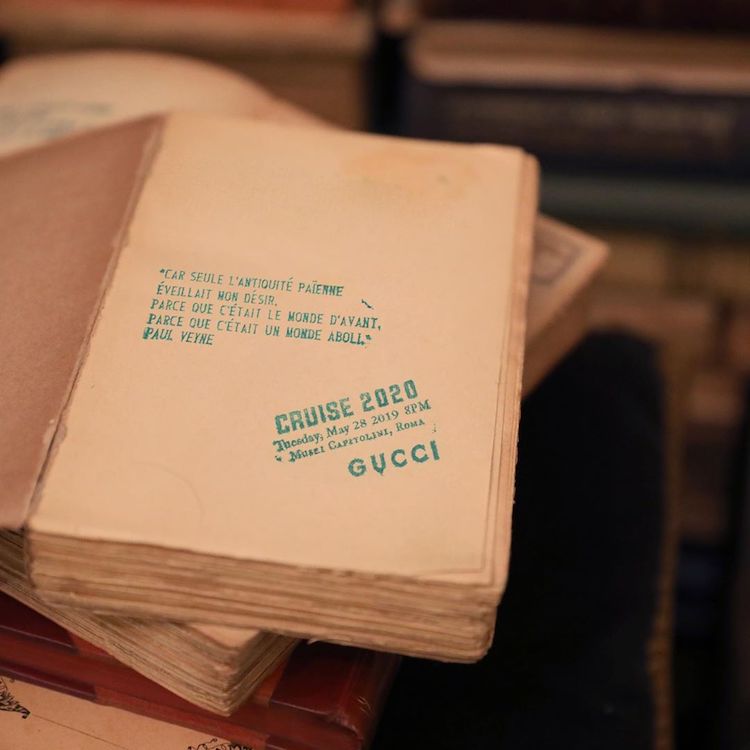 "CAR SEULE L'ANTIQUITÉ PAÏENNE
ÉVEILLAIT MON DÉSIR,
PARCE QUE C'ÉTAIT LE MONDE D'AVANT,
PARCE QUE C'ÉTAIT UN MONDE ABOLI."
PAUL VEYNE
CRUISE 2020
Tuesday, May 28 2019 8PM
Musei Capitolini, Roma
GUCCI